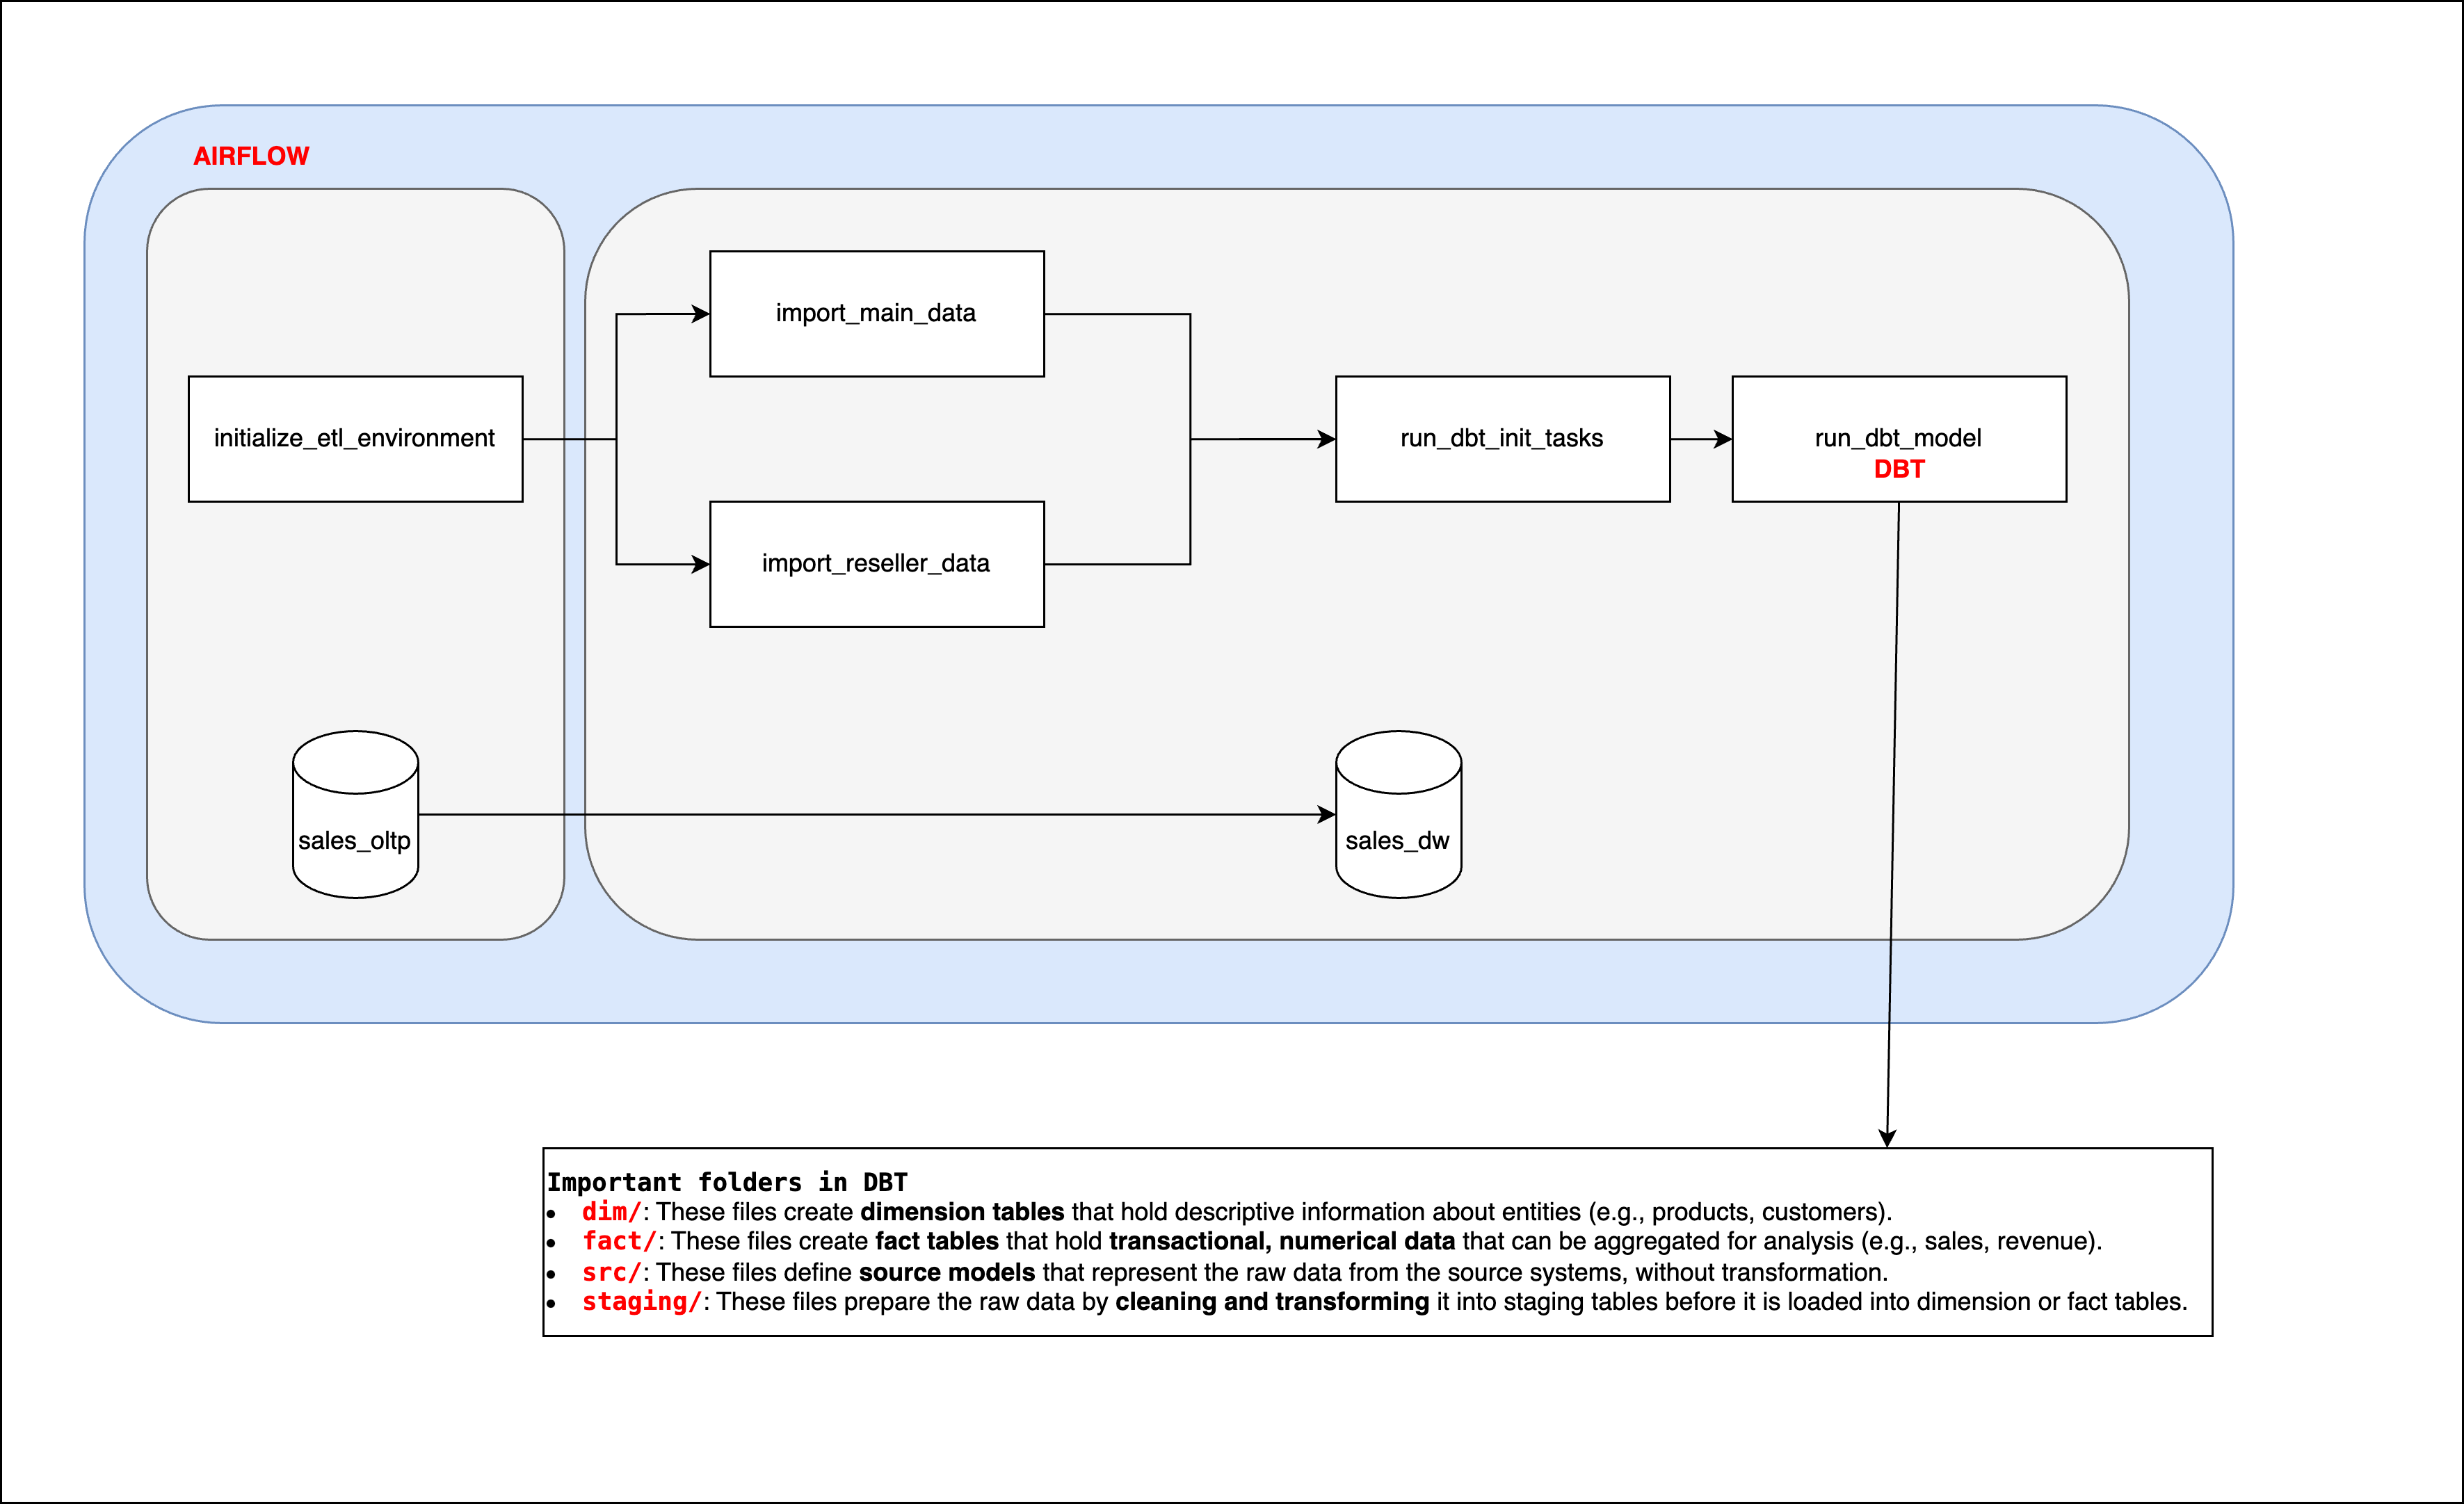 AIRFLOW
import_main_data
initialize_etl_environment
run_dbt_init_tasks
run_dbt_model
DBT
import_reseller_data
sales_oltp
sales_dw
Important folders in DBT
• dim/: These files create dimension tables that hold descriptive information about entities (e.g., products, customers).
• fact/: These files create fact tables that hold transactional, numerical data that can be aggregated for analysis (e.g., sales, revenue).
• src/: These files define source models that represent the raw data from the source systems, without transformation.
• staging/: These files prepare the raw data by cleaning and transforming it into staging tables before it is loaded into dimension or fact tables.